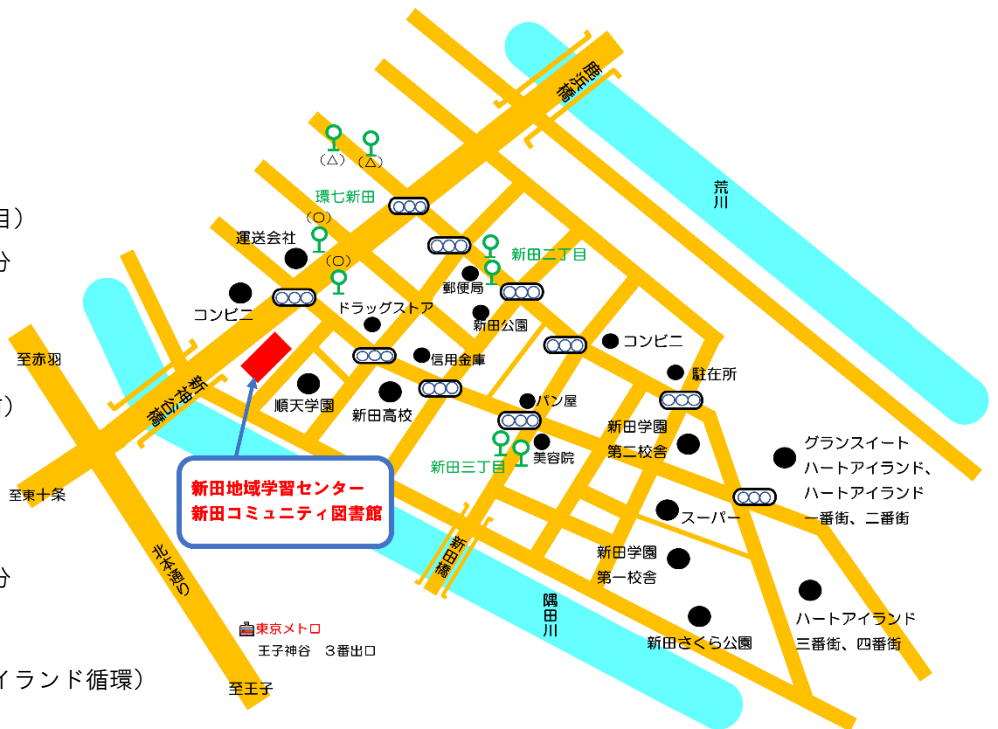 目）
分
）
分
イランド循環）
鹿浜橋
荒川
（△）
（△）
環七新田
（○）
運送会社
（○）
新田二丁目
郵便局
コンビニ
ドラッグストア
新田公園
コンビニ
信用金庫
至赤羽
駐在所
順天学園
新田高校
パン屋
新神谷橋
新田学園
第二校舎
美容院
新田三丁目
グランスイート
ハートアイランド、
ハートアイランド
一番街、二番街
新田地域学習センター
新田コミュニティ図書館
至東十条
スーパー
新田橋
北本通り
新田学園
第一校舎
隅田川
ハートアイランド
三番街、四番街
新田さくら公園
東京メトロ
王子神谷　３番出口
至王子